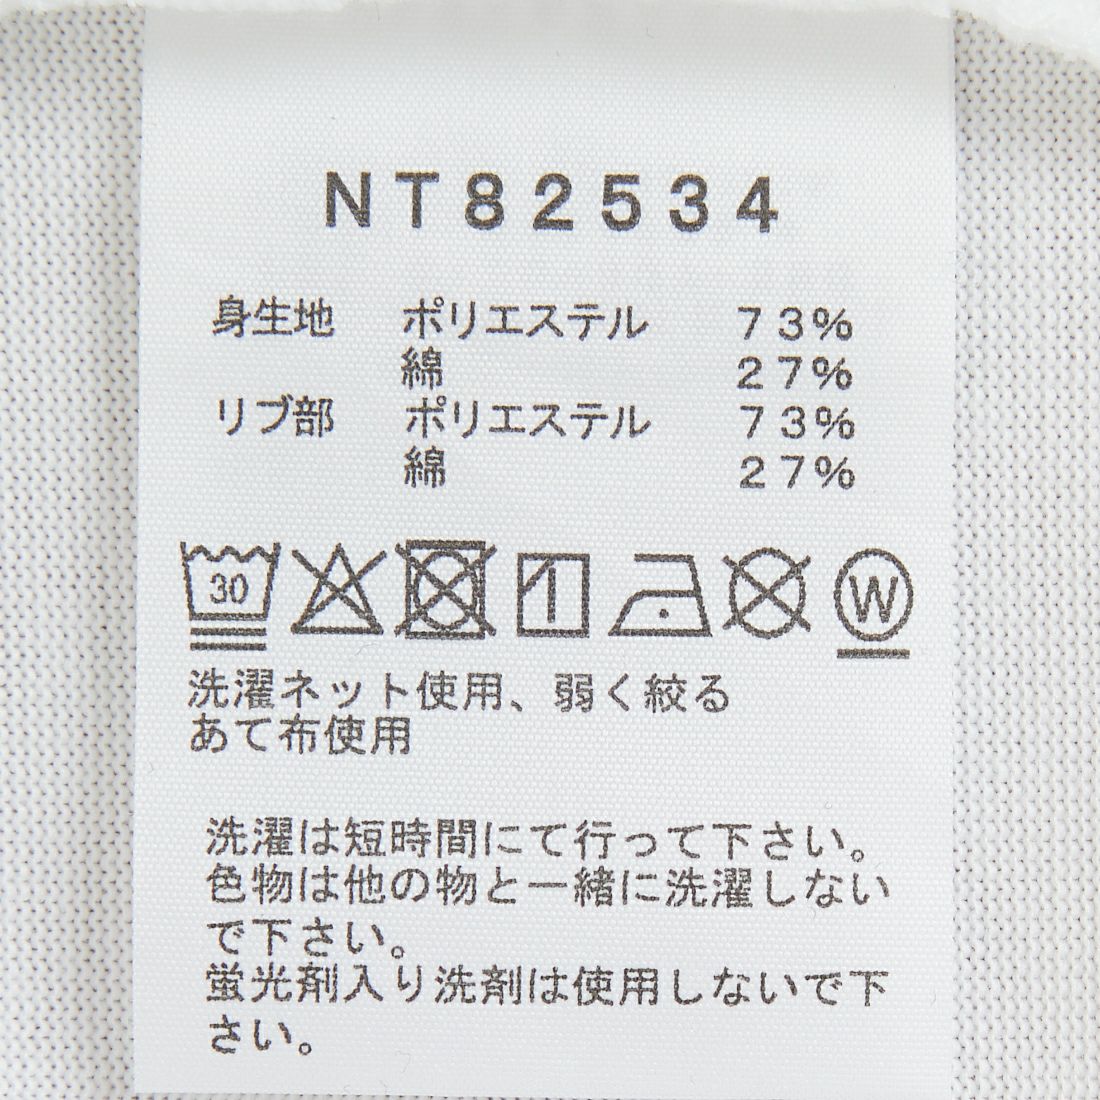 NT82534
身生地 ポリエステル 73%
綿 27%
リブ部 ポリエステル 73%
綿 27%
30 W
洗濯ネット使用、弱く絞る
あて布使用
洗濯は短時間にて行って下さい。
色物は他の物と一緒に洗濯しない
で下さい。
蛍光剤入り洗剤は使用しないで下
さい。